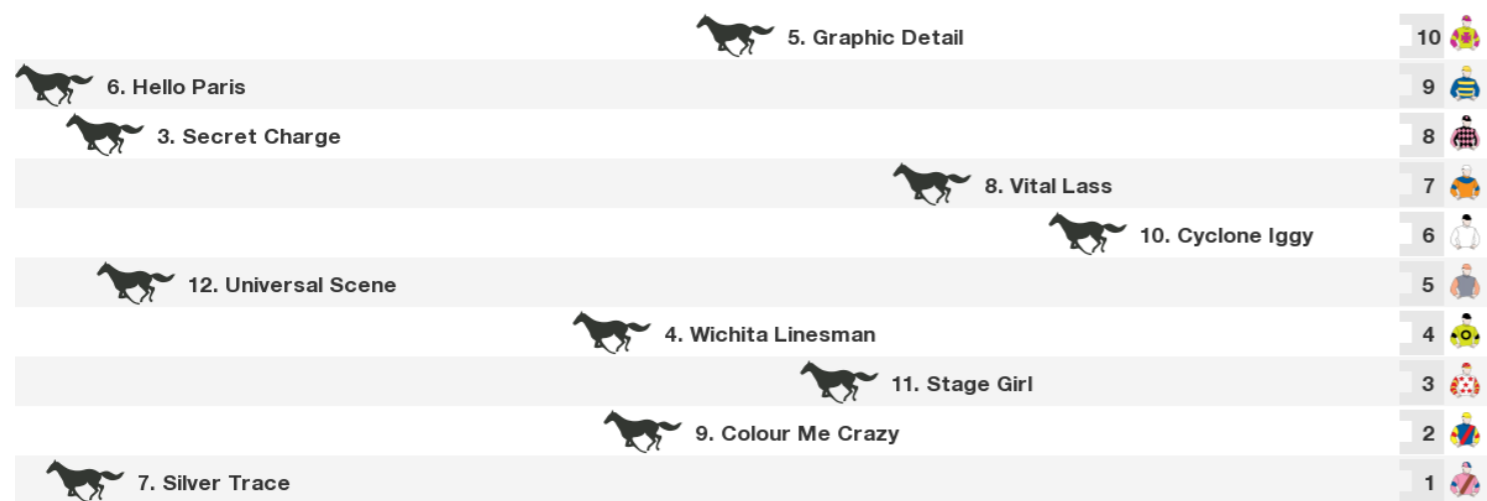 5. Graphic Detail 10
6. Hello Paris 9
3. Secret Charge 8
8. Vital Lass 7
10. Cyclone Iggy 6
12. Universal Scene 5
4. Wichita Linesman 4
11. Stage Girl 3
9. Colour Me Crazy 2
7. Silver Trace 1